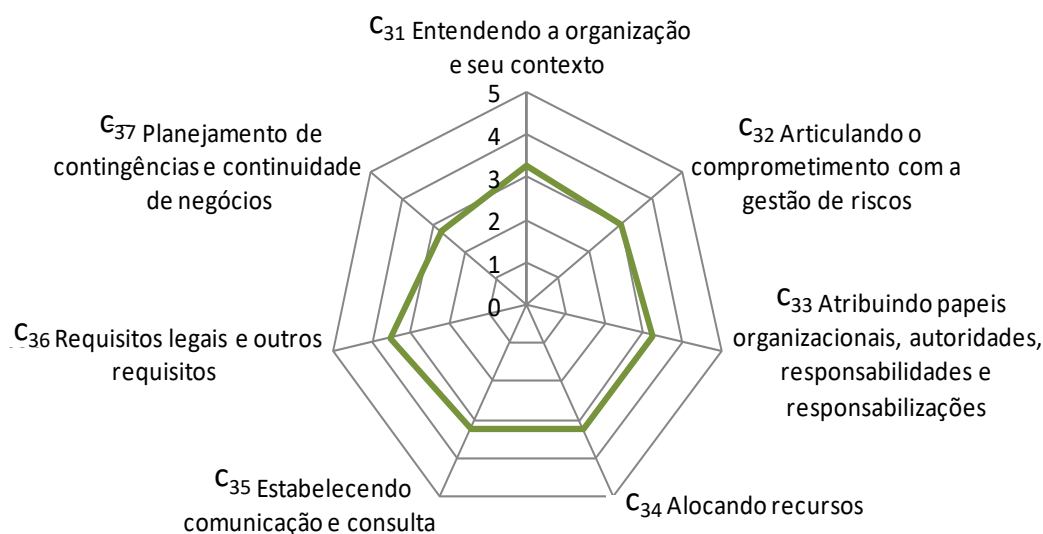 C31 Entendendo a organização
e seu contexto
C32 Articulando o
comprometimento com a
gestão de riscos
C33 Atribuindo papeis
organizacionais, autoridades,
responsabilidades e
responsabilizações
C34 Alocando recursos
C35 Estabelecendo
comunicação e consulta
C36 Requisitos legais e outros
requisitos
C37 Planejamento de
contingências e continuidade
de negócios
5
4
3
2
1
0